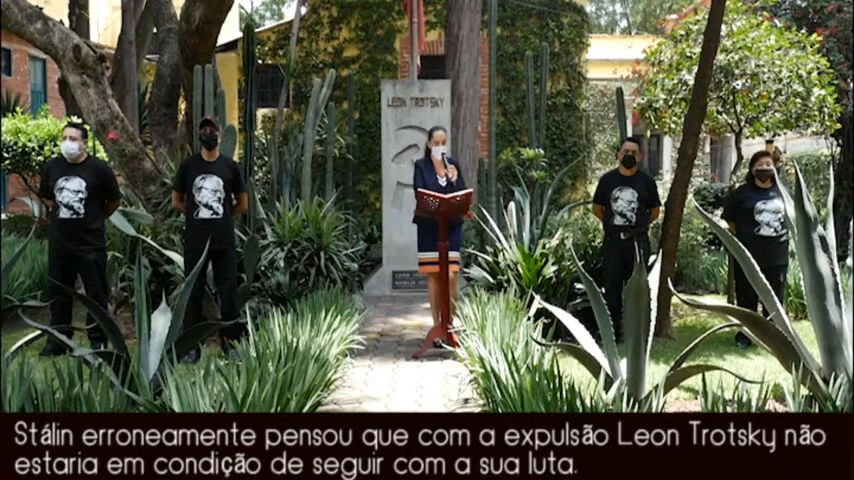 LEON TROTSKY
Stálin erroneamente pensou que com a expulsão Leon Trotsky não
estaria em condição de seguir com a sua luta.